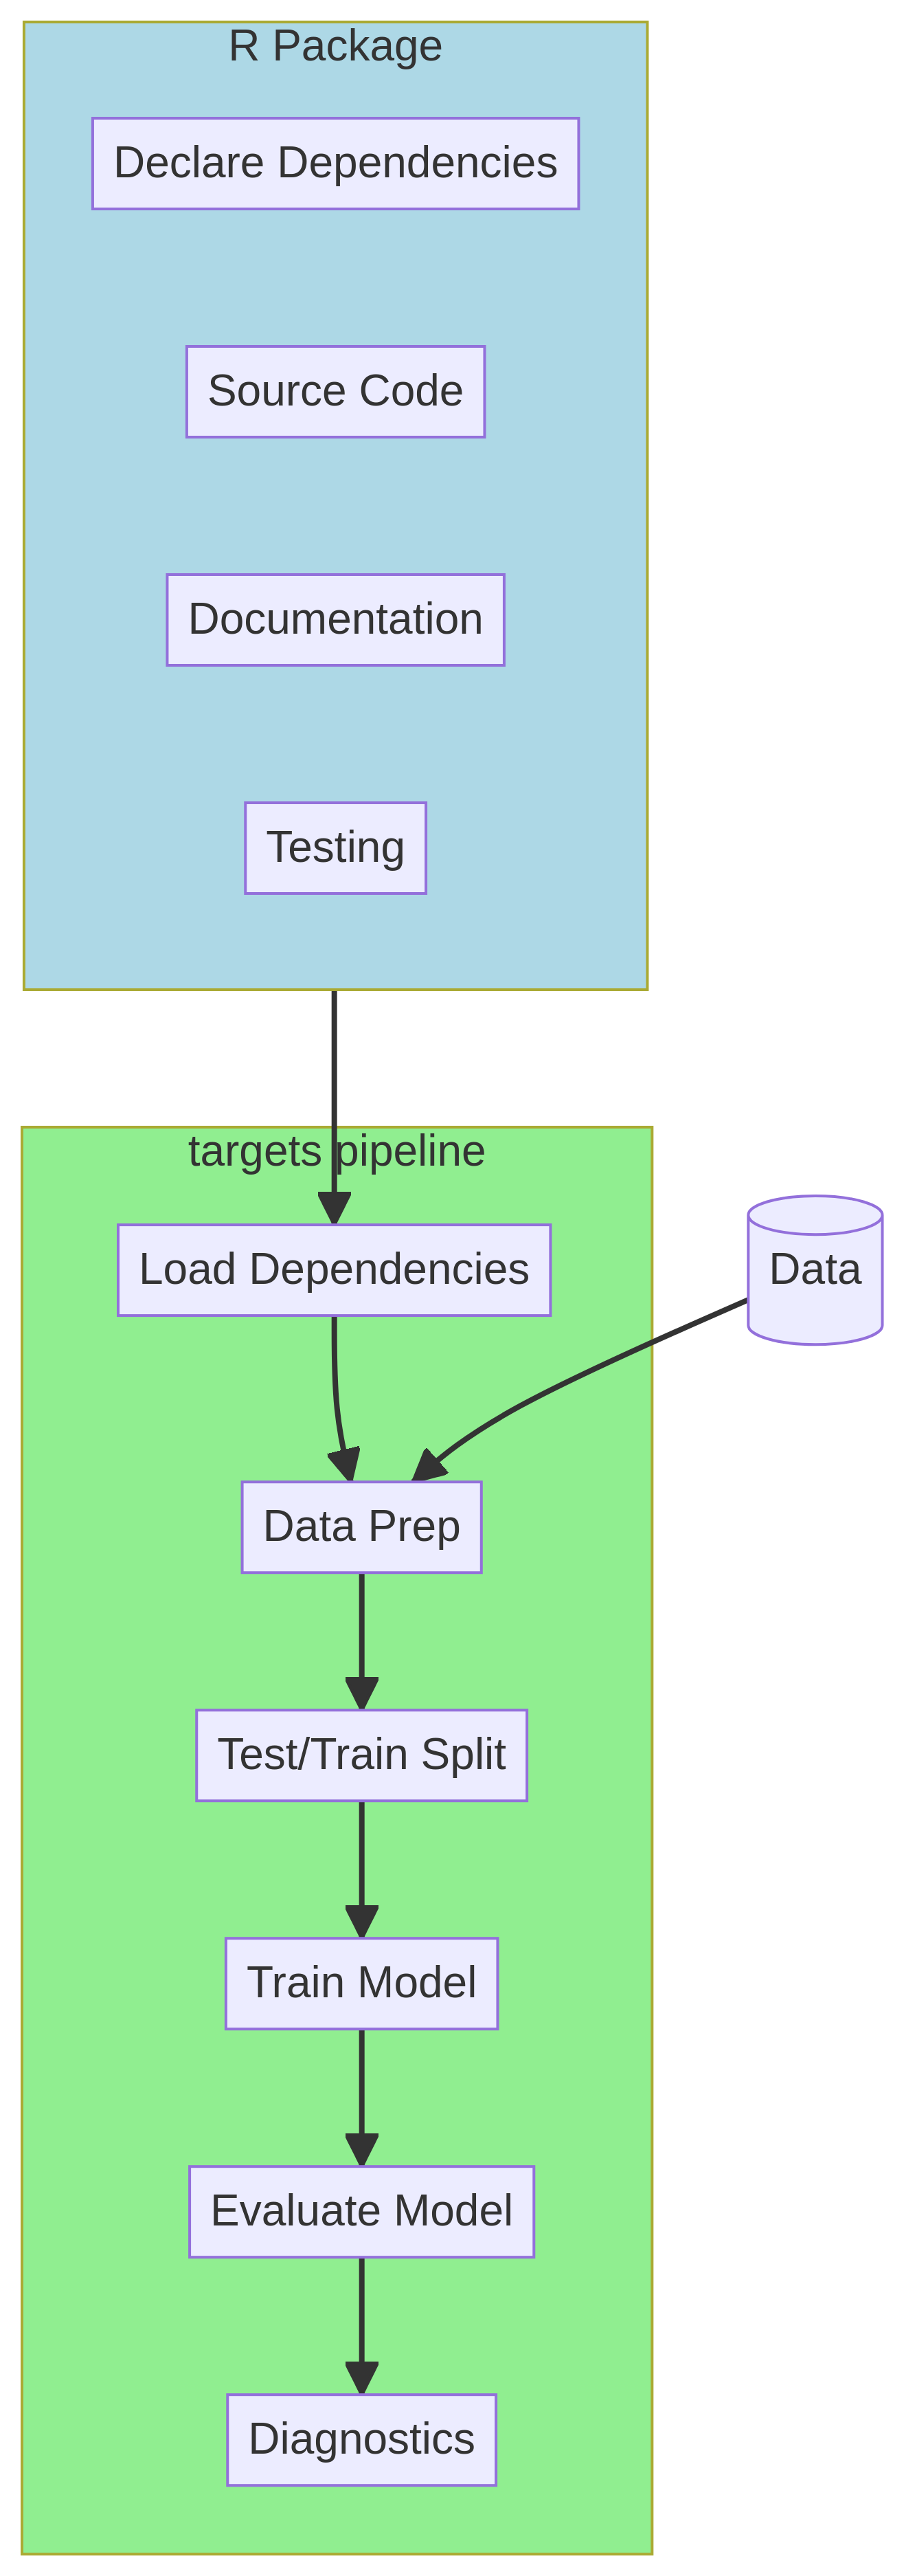 R Package
Declare Dependencies
Source Code
Documentation
Testing
targets pipeline
Load Dependencies
Data
Data Prep
Test/Train Split
Train Model
Evaluate Model
Diagnostics